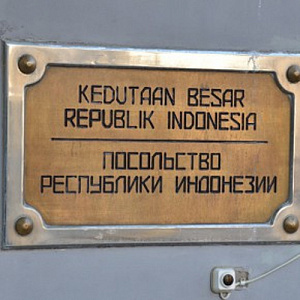 KEDUTAAN BESAR
REPUBLIK INDONESIA
ПОСОЛЬСТВО
РЕСПУБЛИКИ ИНДОНЕЗИИ